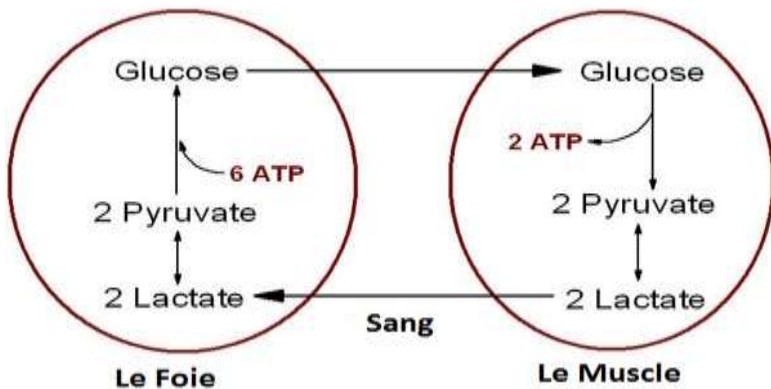 Glucose
6 ATP
2 Pyruvate
2 Lactate
Le Foie
Sang
Glucose
2 ATP
2 Pyruvate
2 Lactate
Le Muscle